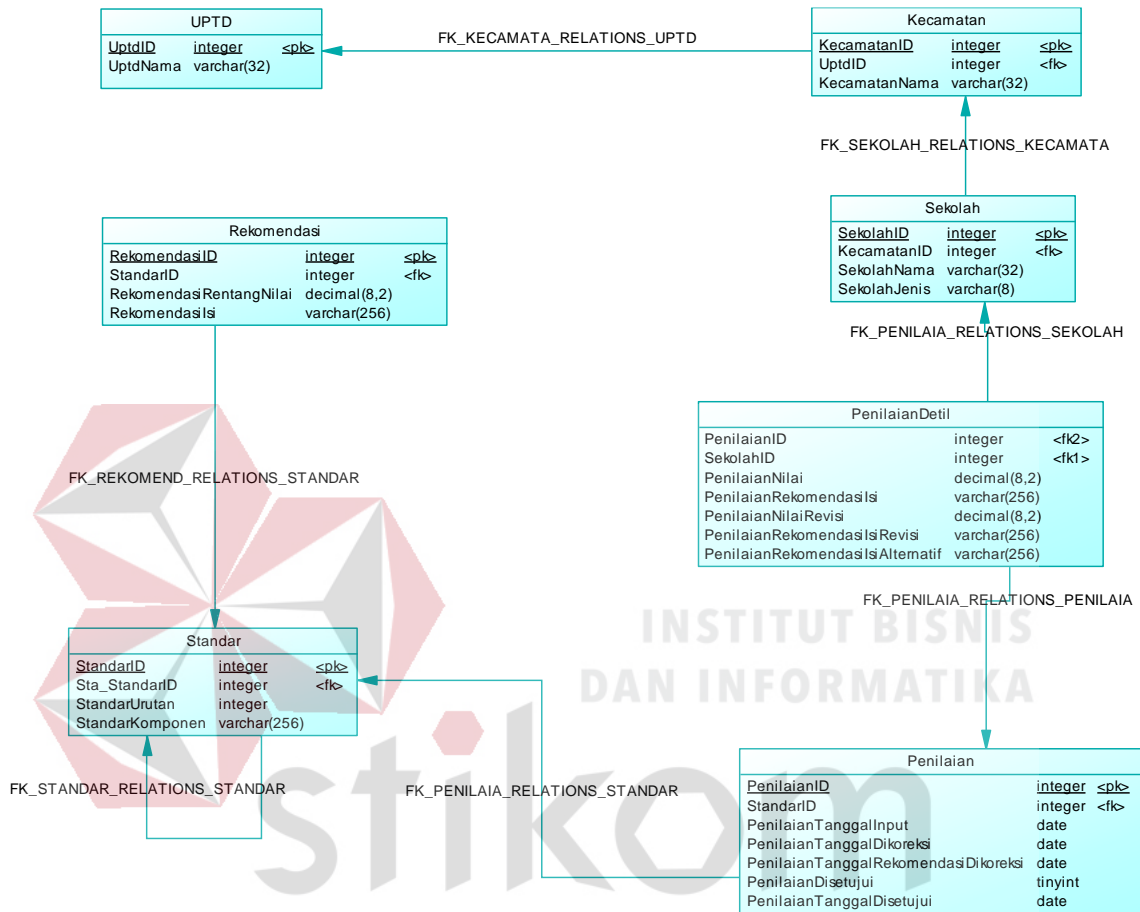 UPTD
UptdID integer <pk>
UptdNama varchar(32)
FK_KECAMATA_RELATIONS_UPTD
Kecamatan
KecamatanID integer <pk>
UptdID integer <fk>
KecamatanNama varchar(32)
FK_SEKOLAH_RELATIONS_KECAMATA
Sekolah
SekolahID integer <pk>
KecamatanID integer <fk>
SekolahNama varchar(32)
SekolahJenis varchar(8)
Rekomendasi
RekomendasiID integer <pk>
StandarID integer <fk>
RekomendasiRentangNilai decimal(8,2)
RekomendasiIsi varchar(256)
FK_PENILAIA_RELATIONS_SEKOLAH
PenilaianDetil
PenilaianID integer <fk2>
SekolahID integer <fk1>
PenilaianNilai decimal(8,2)
PenilaianRekomendasiIsi varchar(256)
PenilaianNilaiRevisi decimal(8,2)
PenilaianRekomendasiIsiRevisi varchar(256)
PenilaianRekomendasiIsiAlternatif varchar(256)
FK_REKOMEND_RELATIONS_STANDAR
FK_PENILAIA_RELATIONS_PENILAIA
INSTITUT BISNIS
DAN INFORMATIKA
Standar
StandarID integer <pk>
Sta_StandarID integer <fk>
StandarUrutan integer
StandarKomponen varchar(256)
FK_STANDAR_RELATIONS_STANDAR
FK_PENILAIA_RELATIONS_STANDAR
stikom
Penilaian
PenilaianID integer <pk>
StandarID integer <fk>
PenilaianTanggalInput date
PenilaianTanggalDikoreksi date
PenilaianTanggalRekomendasiDikoreksi date
PenilaianDisetujui tinyint
PenilaianTanggalDisetujui date